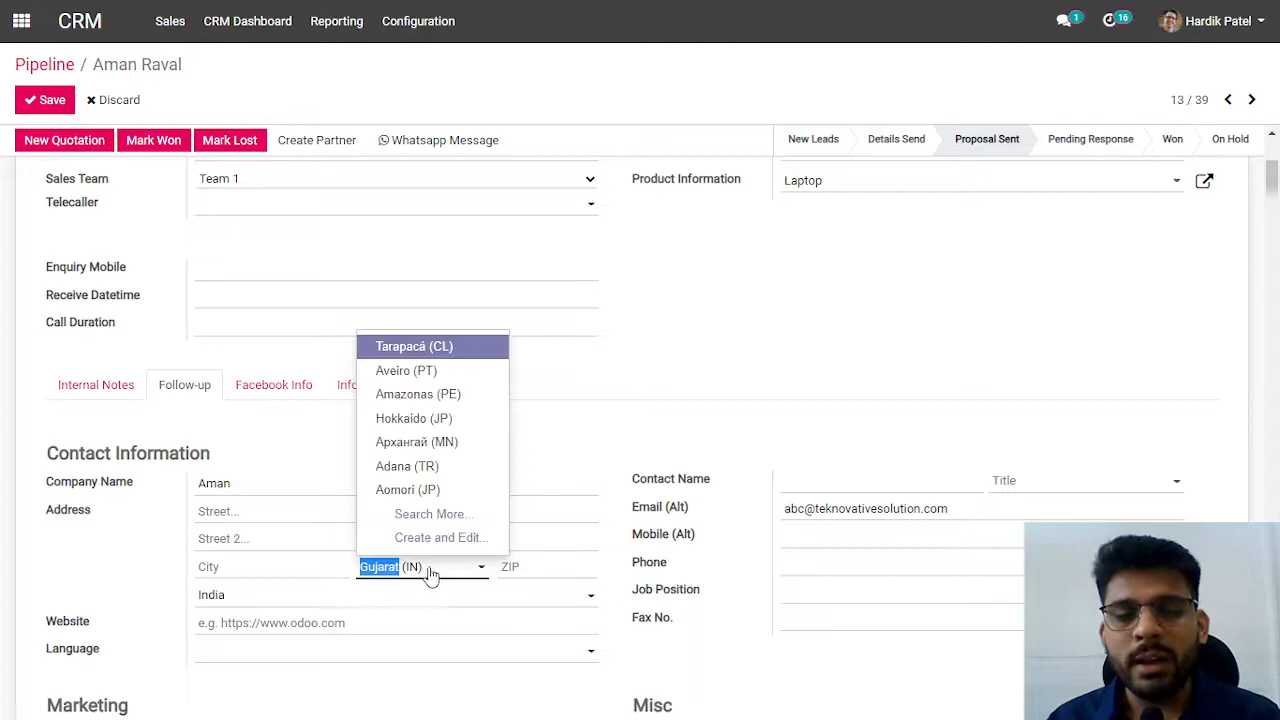 CRM Sales CRM Dashboard Reporting Configuration 1 16 Hardik Patel
Pipeline / Aman Raval
Save Discard 13 / 39
New Quotation Mark Won Mark Lost Create Partner Whatsapp Message New Leads Details Send Proposal Sent Pending Response Won On Hold
Sales Team Team 1 Product Information Laptop
Telecaller
Enquiry Mobile
Receive Datetime
Call Duration
Tarapacá (CL)
Aveiro (PT)
Internal Notes Follow-up Facebook Info Info
Amazonas (PE)
Hokkaido (JP)
Архангай (MN)
Adana (TR)
Aomori (JP)
Search More...
Create and Edit...
Contact Information
Company Name Aman Contact Name Title
Address Street... Email (Alt) abc@teknovativesolution.com
Street 2... Mobile (Alt)
City Gujarat (IN) ZIP Phone
India Job Position
Website e.g. https://www.odoo.com Fax No.
Language
Marketing Misc